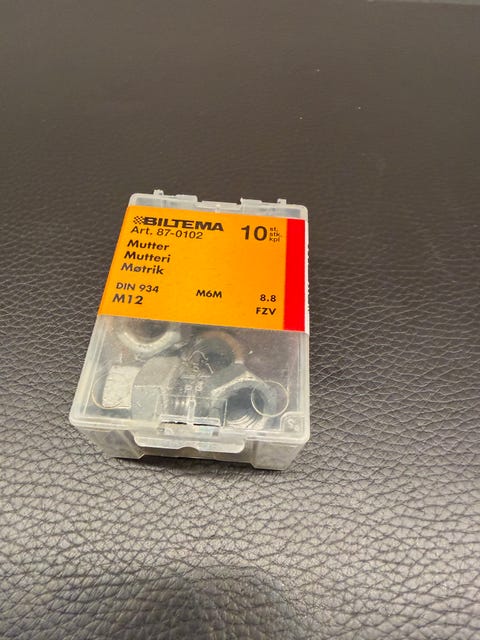 BILTEMA
Art. 87-0102
10 st.
stk.
kpl
Mutter
Mutteri
Møtrik
DIN 934 M6M 8.8
M12 FZV